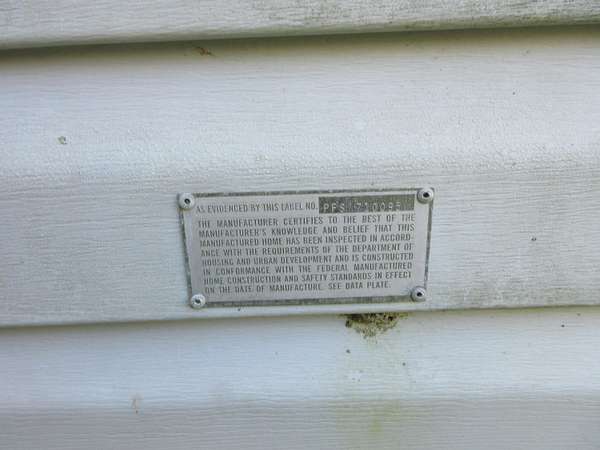 AS EVIDENCED BY THIS LABEL NO. PFS
THE MANUFACTURER CERTIFIES TO THE BEST OF THE
MANUFACTURER'S KNOWLEDGE AND BELIEF THAT THIS
MANUFACTURED HOME HAS BEEN INSPECTED IN ACCORD-
ANCE WITH THE REQUIREMENTS OF THE DEPARTMENT OF
HOUSING AND URBAN DEVELOPMENT AND IS CONSTRUCTED
IN CONFORMANCE WITH THE FEDERAL MANUFACTURED
HOME CONSTRUCTION AND SAFETY STANDARDS IN EFFECT
ON THE DATE OF MANUFACTURE. SEE DATA PLATE.